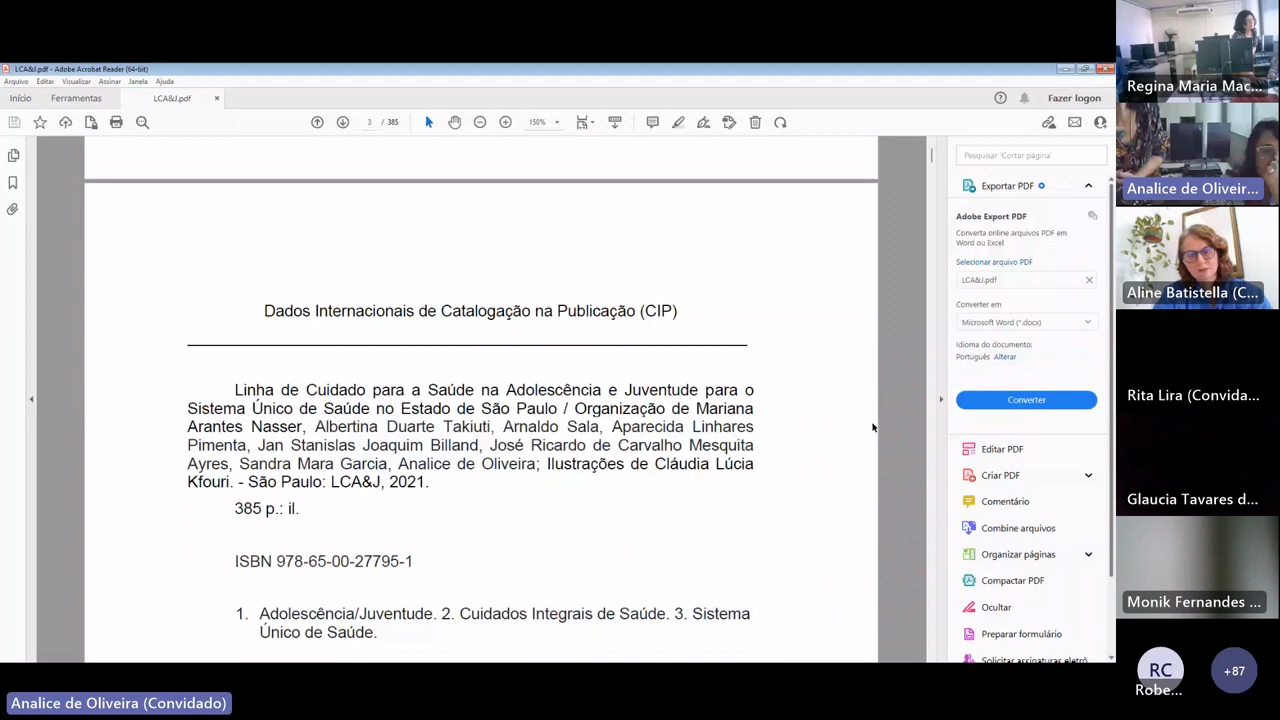 LCA&J.pdf - Adobe Acrobat Reader (64-bit)
Arquivo Editar Visualizar Assinar Janela Ajuda
Início Ferramentas LCA&J.pdf Fazer logon
3 / 385 150%
Dados Internacionais de Catalogação na Publicação (CIP)
Linha de Cuidado para a Saúde na Adolescência e Juventude para o
Sistema Único de Saúde no Estado de São Paulo / Organização de Mariana
Arantes Nasser, Albertina Duarte Takiuti, Arnaldo Sala, Aparecida Linhares
Pimenta, Jan Stanislas Joaquim Billand, José Ricardo de Carvalho Mesquita
Ayres, Sandra Mara Garcia, Analice de Oliveira; Ilustrações de Cláudia Lúcia
Kfouri. - São Paulo: LCA&J, 2021.
385 p.: il.
ISBN 978-65-00-27795-1
1. Adolescência/Juventude. 2. Cuidados Integrais de Saúde. 3. Sistema
Único de Saúde.
Pesquisar 'Cortar página'
Exportar PDF
Adobe Export PDF
Converta online arquivos PDF em
Word ou Excel
Selecionar arquivo PDF
LCA&J.pdf
Converter em
Microsoft Word (*.docx)
Idioma do documento:
Português Alterar
Converter
Editar PDF
Criar PDF
Comentário
Combine arquivos
Organizar páginas
Compactar PDF
Ocultar
Preparar formulário
Solicitar assinaturas eletrô
Regina Maria Mac...
Analice de Oliveir...
Aline Batistella (C...
Rita Lira (Convida...
Glaucia Tavares d...
Monik Fernandes ...
RC
Robe...
+87
Analice de Oliveira (Convidado)